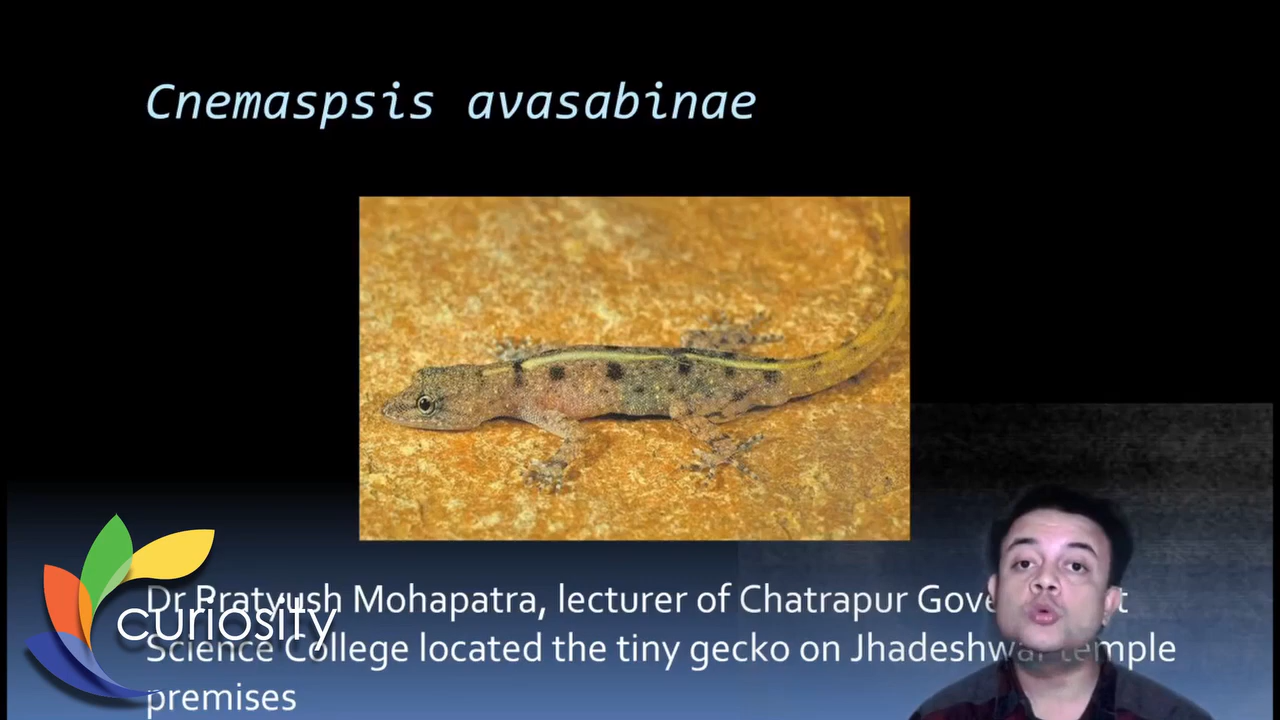 Cnemaspsis avasabinae
Dr Pratyush Mohapatra, lecturer of Chatrapur
Science College located the tiny gecko on Jhadeshwar temple
premises
curiosity